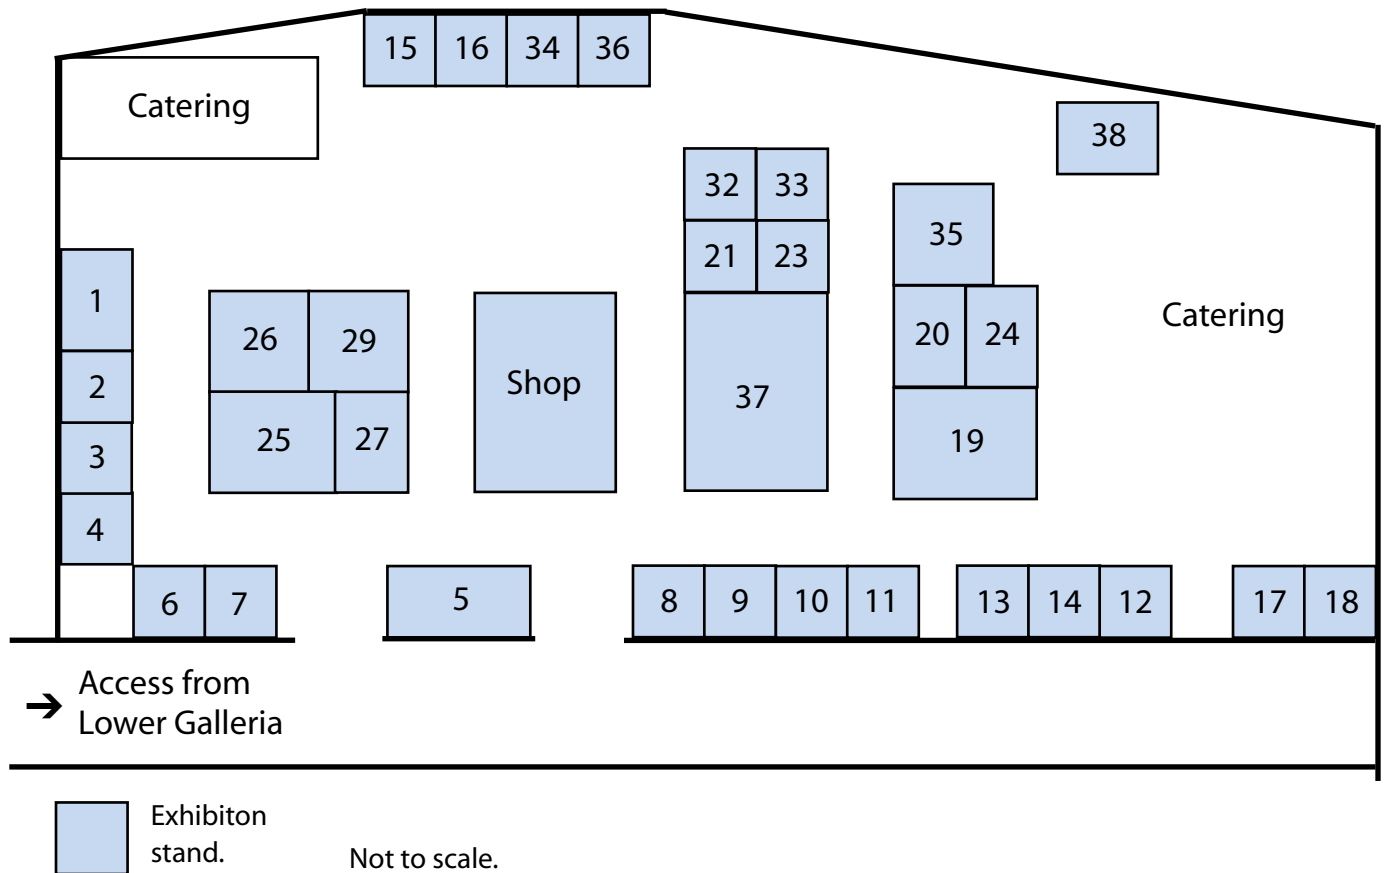 15 16 34 36
Catering
38
32 33
35
21 23
1
26 29
20 24
Catering
2
Shop
37
3
25 27
19
4
6 7
5
8 9 10 11
13 14 12
17 18
➔ Access from
Lower Galleria
Exhibiton
stand.
Not to scale.